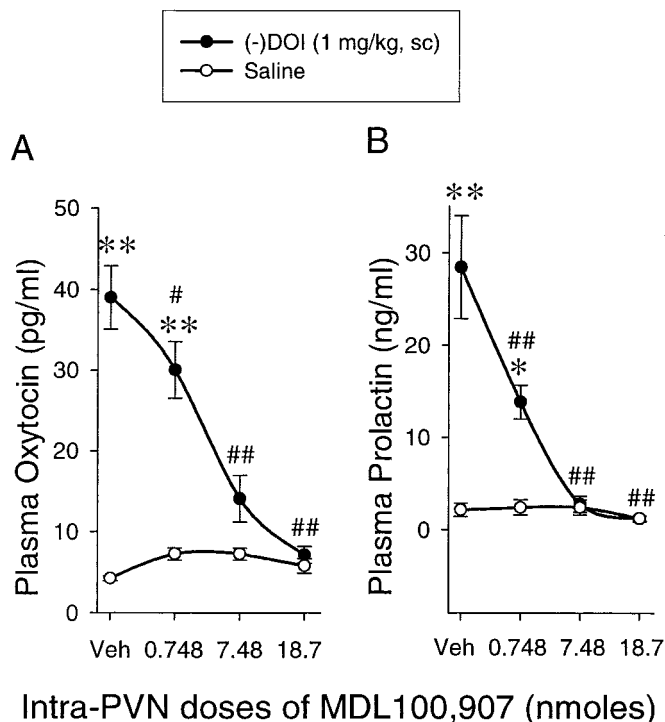 (-)DOI (1 mg/kg, sc)
Saline
A
Plasma Oxytocin (pg/ml)
50
40
30
20
10
0
**
#
**
##
##
Veh 0.748 7.48 18.7
B
Plasma Prolactin (ng/ml)
30
20
10
0
**
##
*
##
##
Veh 0.748 7.48 18.7
Intra-PVN doses of MDL100,907 (nmoles)